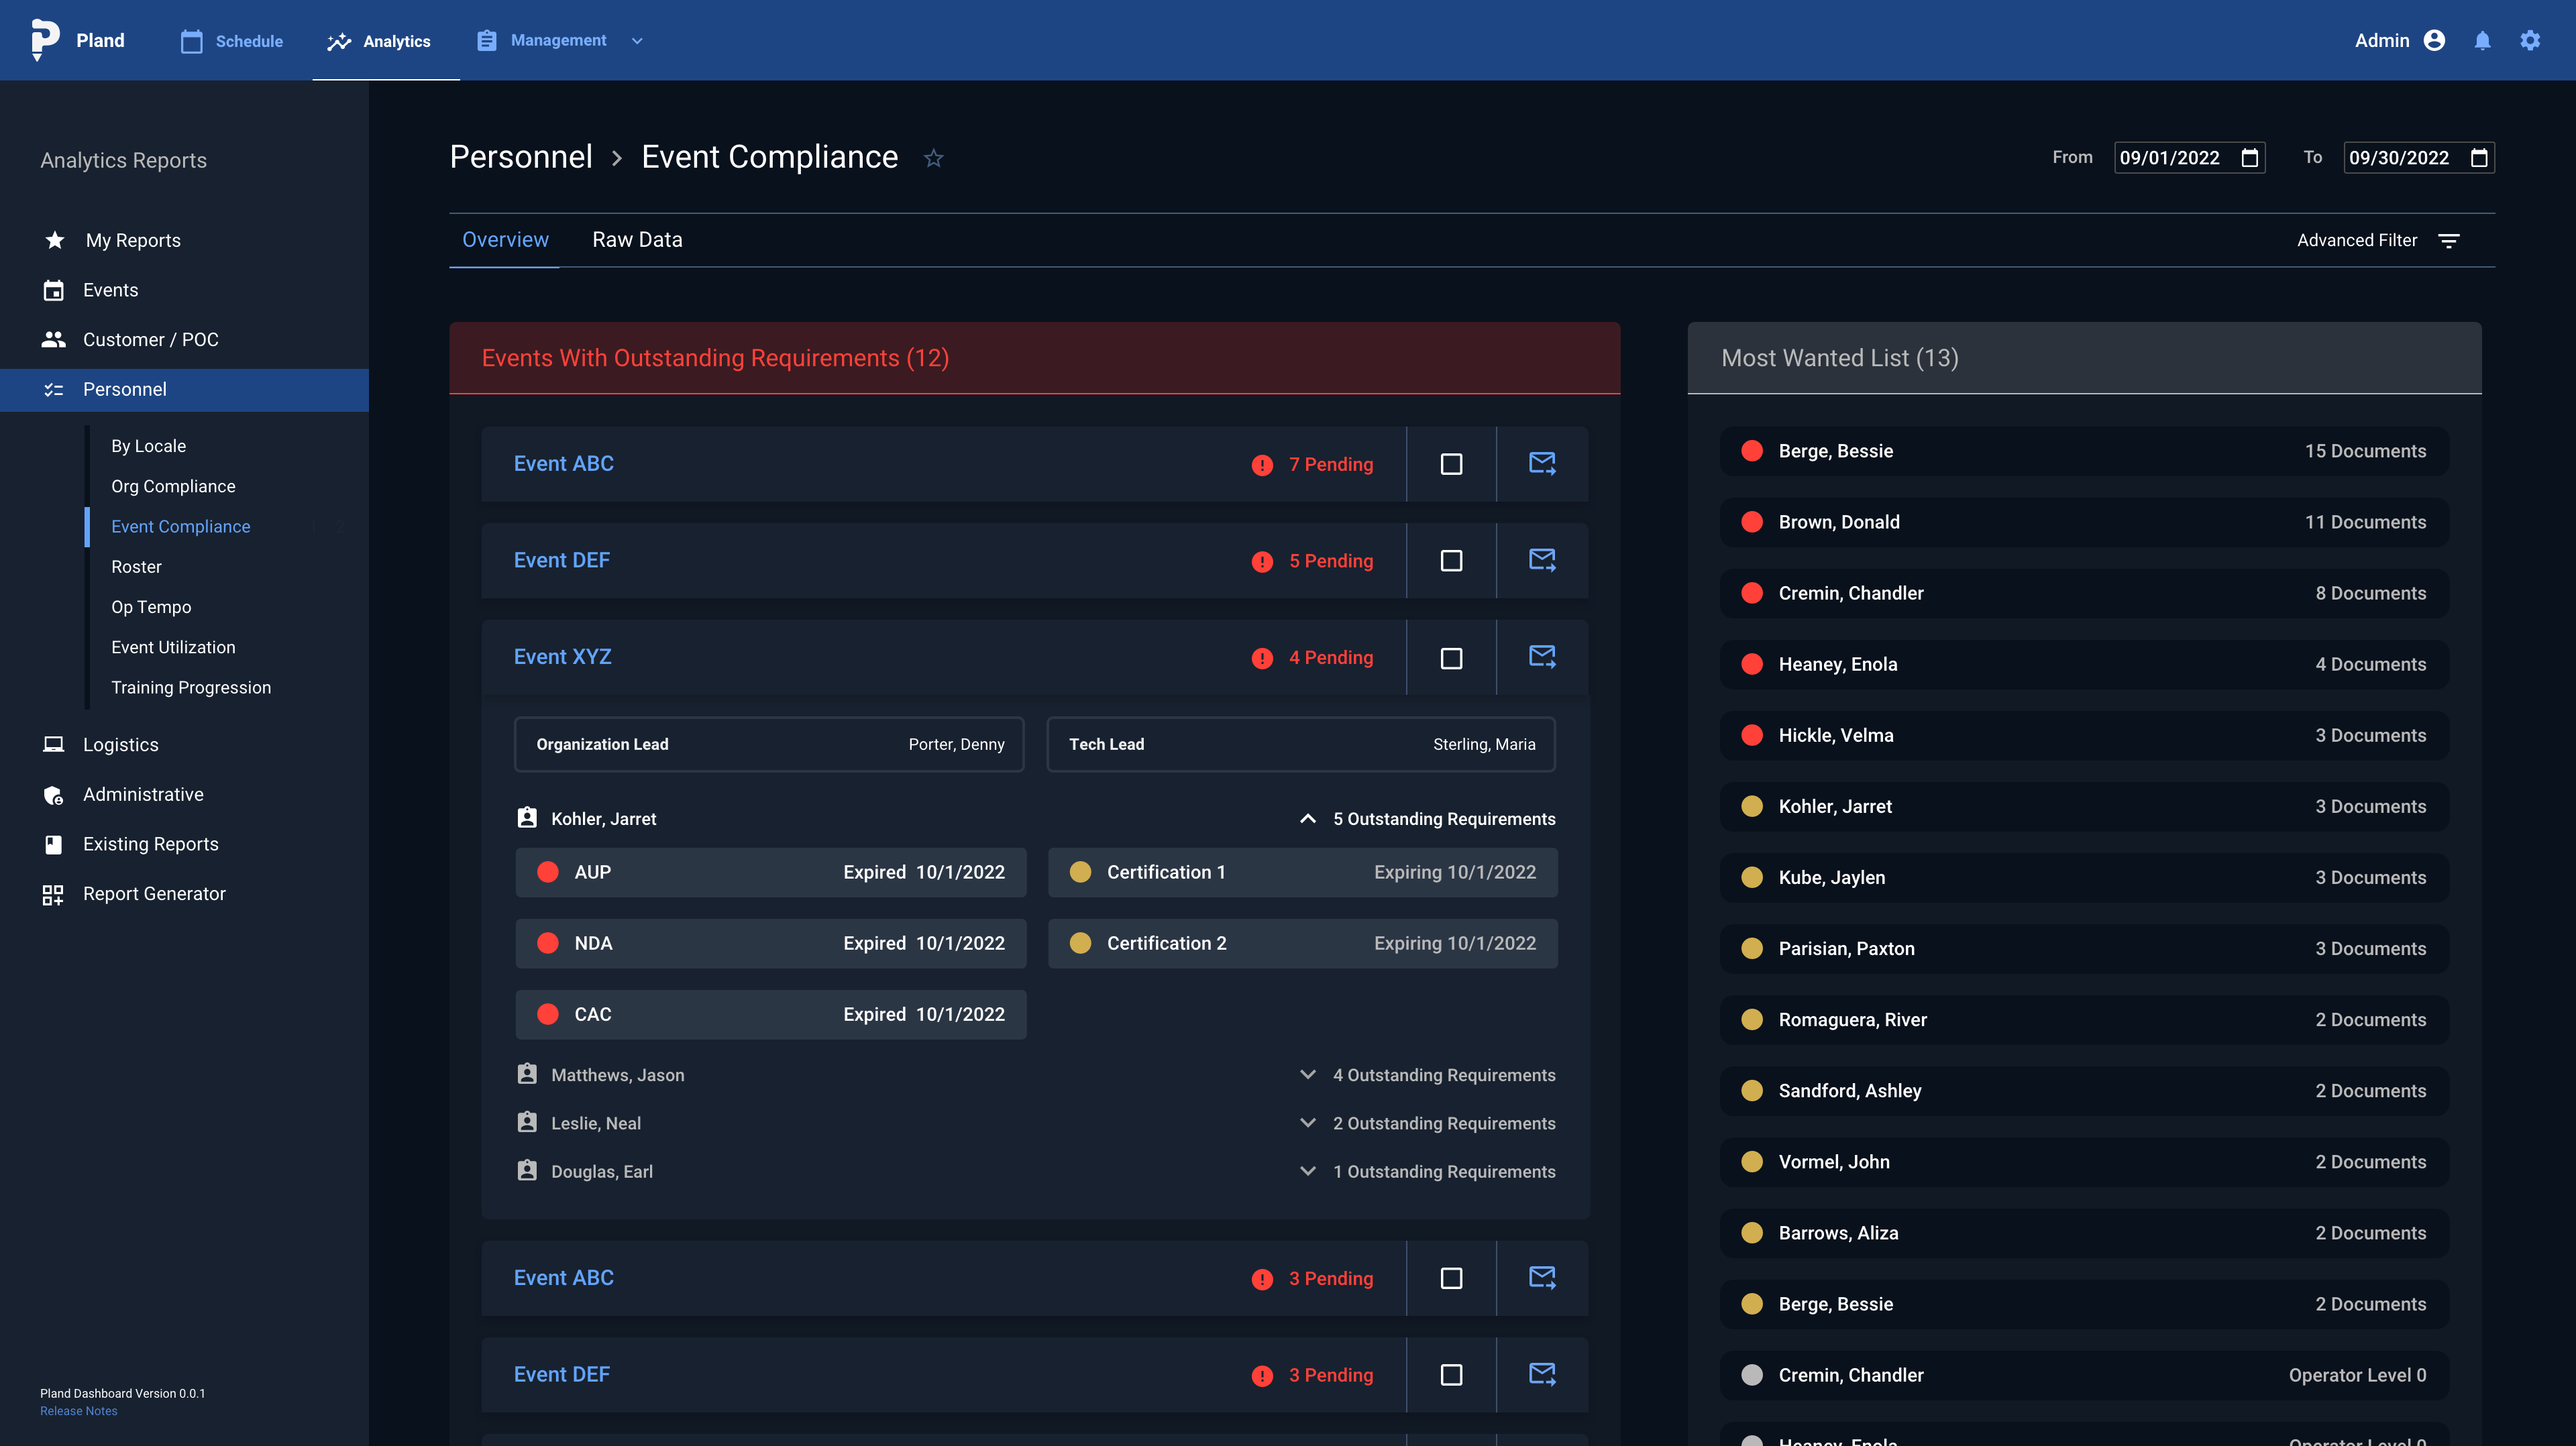 Pland
Schedule
Analytics
Management
Admin
Analytics Reports
My Reports
Events
Customer / POC
Personnel
By Locale
Org Compliance
Event Compliance
Roster
Op Tempo
Event Utilization
Training Progression
Logistics
Administrative
Existing Reports
Report Generator
Pland Dashboard Version 0.0.1
Release Notes
Personnel > Event Compliance
From 09/01/2022 To 09/30/2022
Overview Raw Data
Advanced Filter
Events With Outstanding Requirements (12)
Event ABC 7 Pending
Event DEF 5 Pending
Event XYZ 4 Pending
Organization Lead Porter, Denny
Tech Lead Sterling, Maria
Kohler, Jarret 5 Outstanding Requirements
AUP Expired 10/1/2022
Certification 1 Expiring 10/1/2022
NDA Expired 10/1/2022
Certification 2 Expiring 10/1/2022
CAC Expired 10/1/2022
Matthews, Jason 4 Outstanding Requirements
Leslie, Neal 2 Outstanding Requirements
Douglas, Earl 1 Outstanding Requirements
Event ABC 3 Pending
Event DEF 3 Pending
Most Wanted List (13)
Berge, Bessie 15 Documents
Brown, Donald 11 Documents
Cremin, Chandler 8 Documents
Heaney, Enola 4 Documents
Hickle, Velma 3 Documents
Kohler, Jarret 3 Documents
Kube, Jaylen 3 Documents
Parisian, Paxton 3 Documents
Romaguera, River 2 Documents
Sandford, Ashley 2 Documents
Vormel, John 2 Documents
Barrows, Aliza 2 Documents
Berge, Bessie 2 Documents
Cremin, Chandler Operator Level 0
Heaney, Enola Operator Level 0